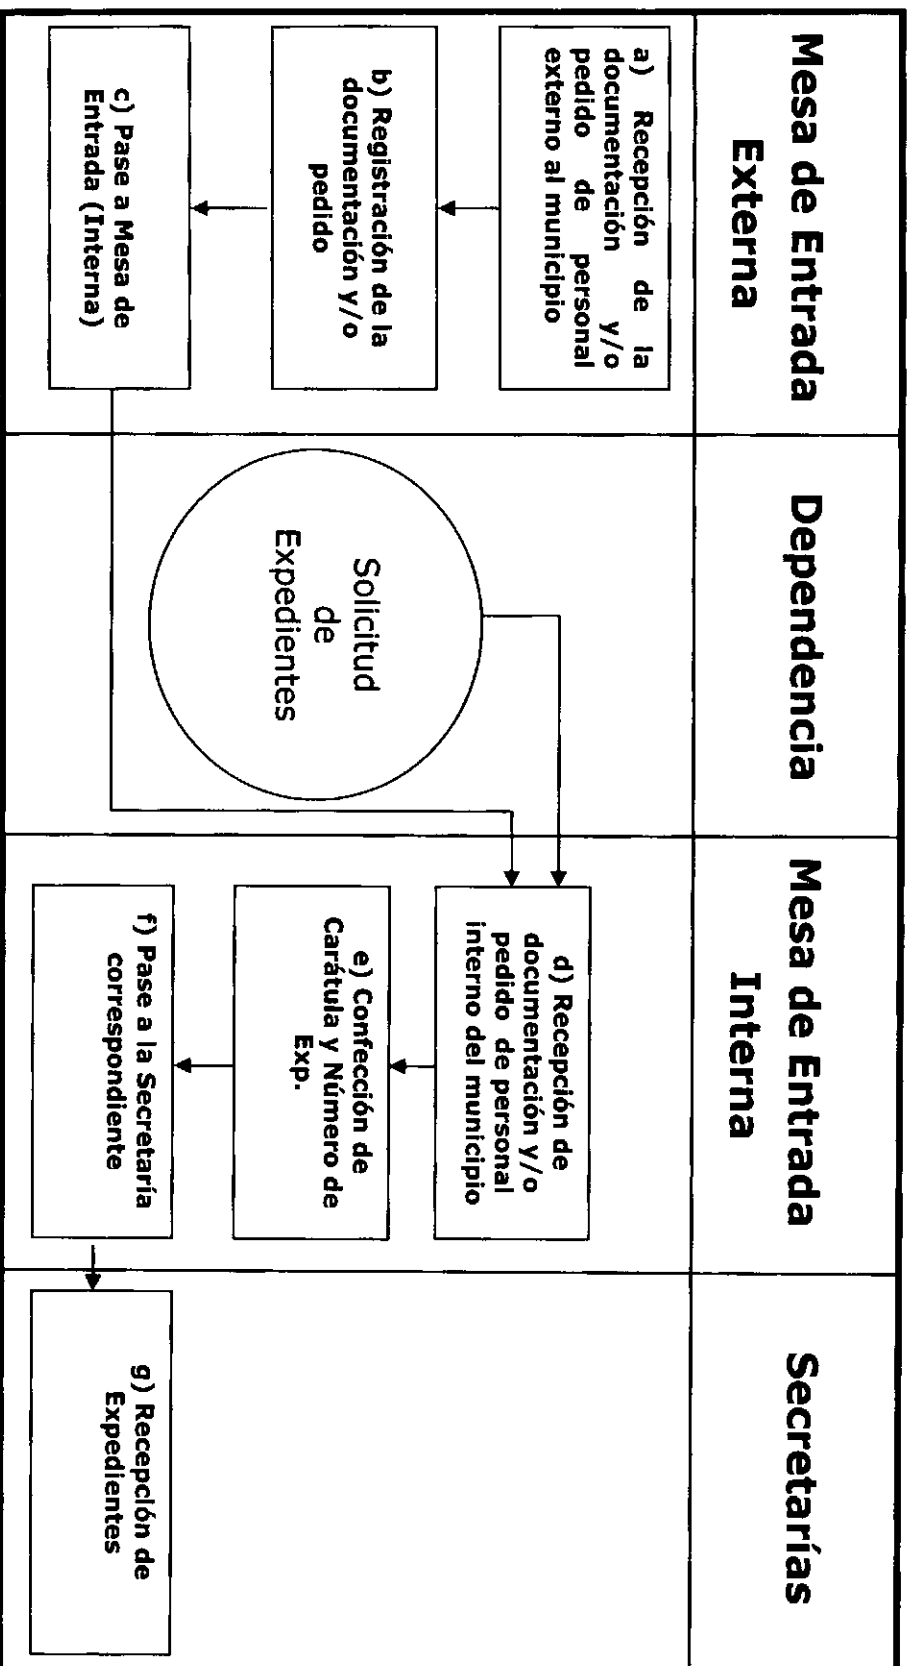 Mesa de Entrada
Externa
Dependencia
Mesa de Entrada
Interna
Secretarías
a) Recepción de la
documentación y/o
pedido de personal
externo al municipio
b) Registración de la
documentación y/o
pedido
c) Pase a Mesa de
Entrada (Interna)
Solicitud
de
Expedientes
d) Recepción de
documentación y/o
pedido de personal
interno del municipio
e) Confección de
Carátula y Número de
Exp.
f) Pase a la Secretaría
correspondiente
g) Recepción de
Expedientes